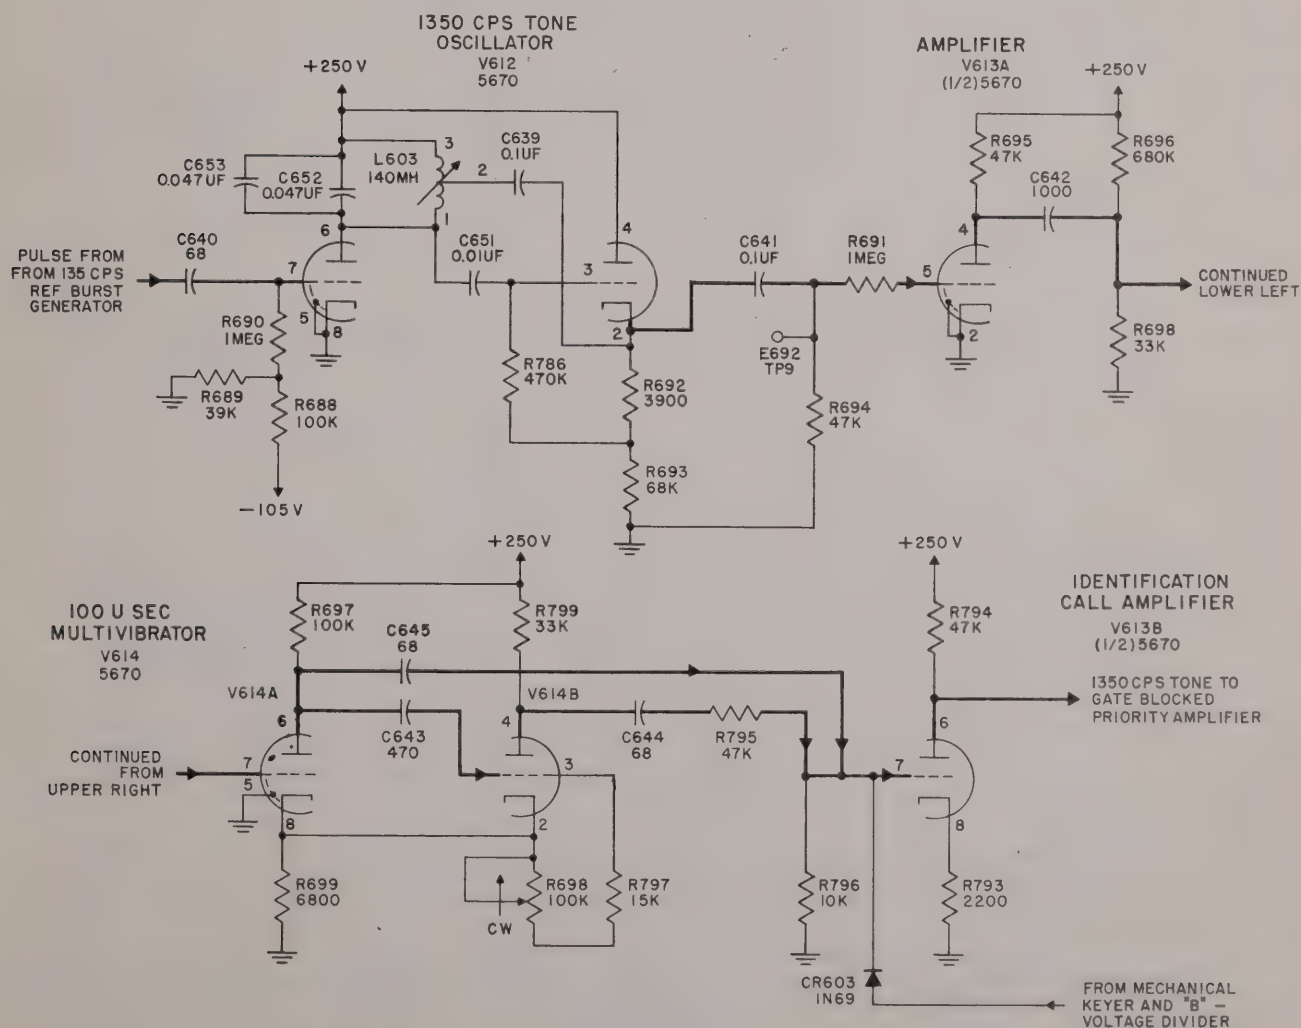 1350 CPS TONE
OSCILLATOR
V612
5670
+250 V
AMPLIFIER
V613A
(1/2) 5670
+250 V
C653
0.047UF
C652
0.047UF
L603
140MH
3
2
1
C639
0.1UF
R695
47K
R696
680K
C642
1000
PULSE FROM
FROM 135 CPS
REF BURST
GENERATOR
C640
68
6
7
5
8
C651
0.01UF
4
3
2
C641
0.1UF
R691
1MEG
4
5
2
CONTINUED
LOWER LEFT
R690
1MEG
R689
39K
R688
100K
-105V
R786
470K
R692
3900
R693
68K
E692
TP9
R694
47K
R698
33K
100 U SEC
MULTIVIBRATOR
V614
5670
+250 V
+250 V
IDENTIFICATION
CALL AMPLIFIER
V613B
(1/2) 5670
R697
100K
R799
33K
R794
47K
C645
68
V614A
V614B
1350 CPS TONE TO
GATE BLOCKED
PRIORITY AMPLIFIER
6
C643
470
4
C644
68
R795
47K
6
CONTINUED
FROM
UPPER RIGHT
7
5
8
3
2
7
8
R699
6800
R698
100K
CW
R797
15K
R796
10K
R793
2200
CR603
1N69
FROM MECHANICAL
KEYER AND "B" -
VOLTAGE DIVIDER